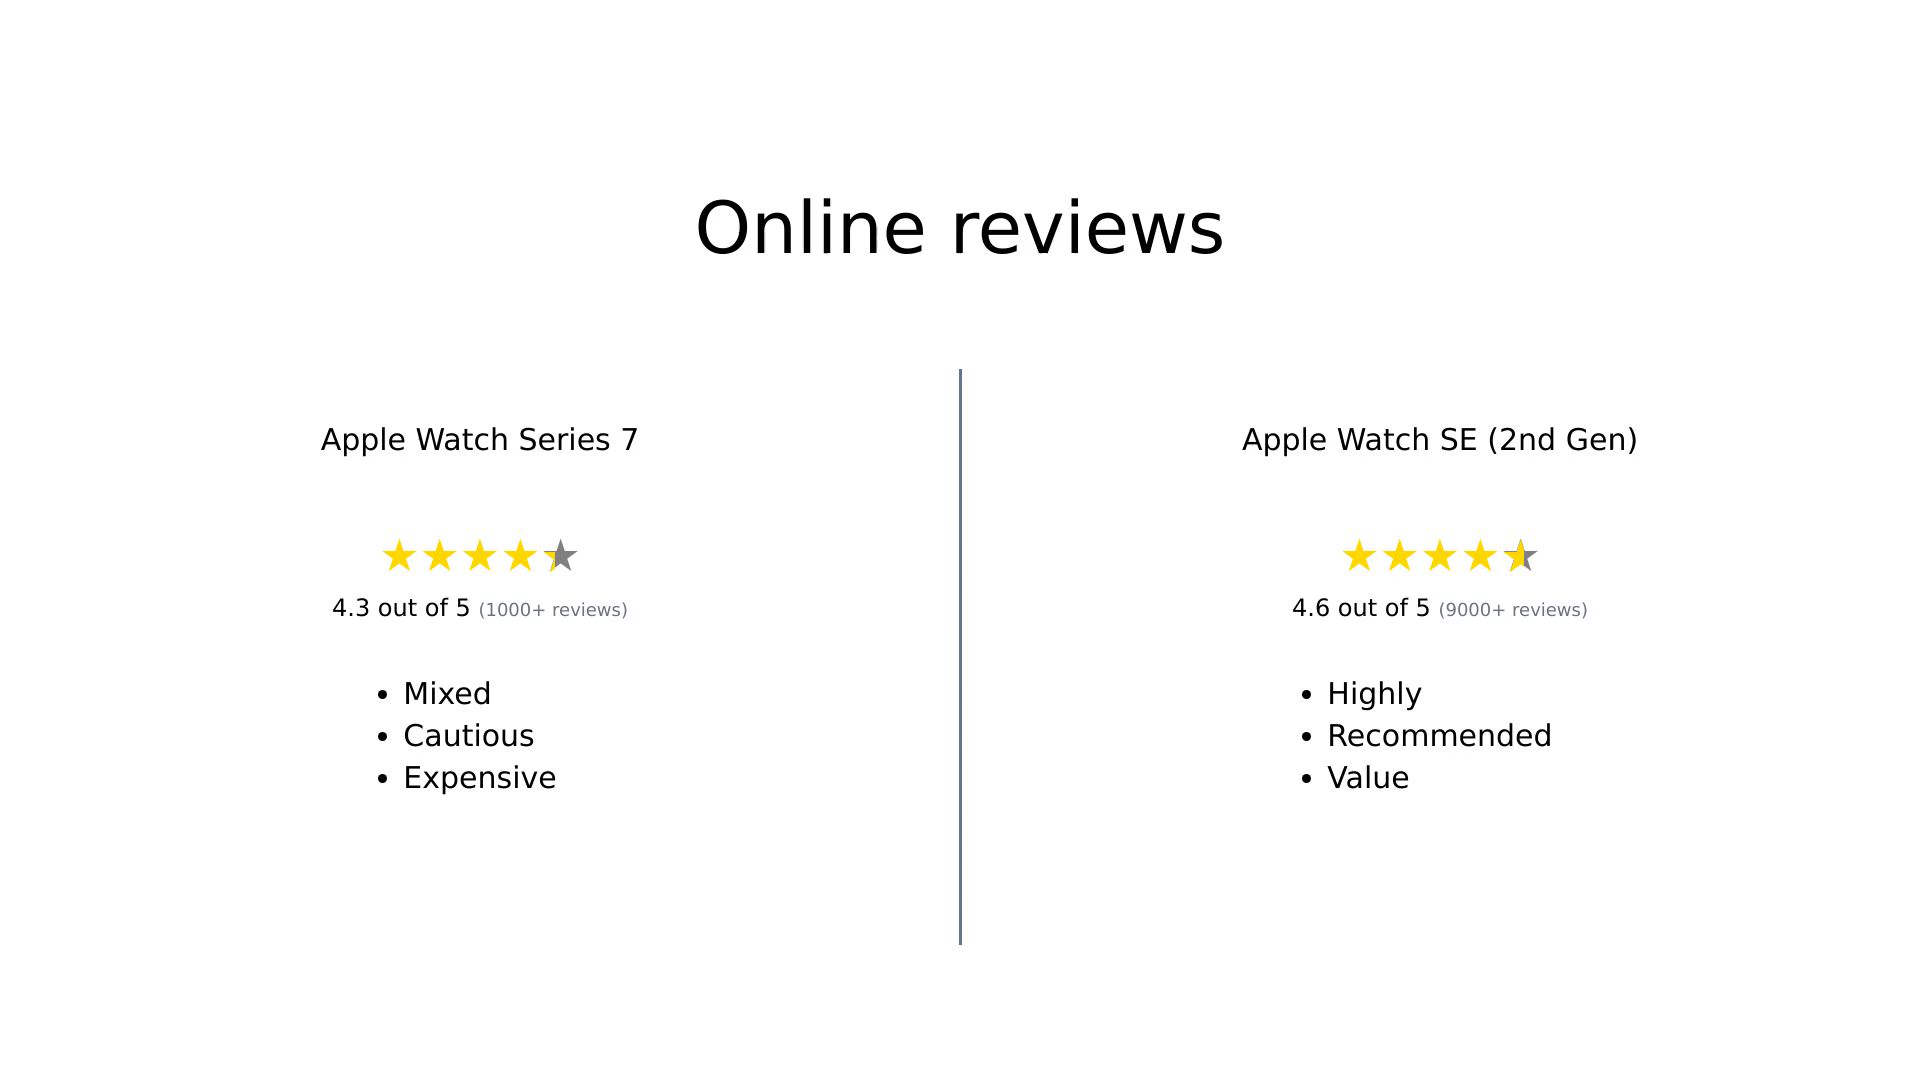 Online reviews
Apple Watch Series 7
4.3 out of 5 (1000+ reviews)
• Mixed
• Cautious
• Expensive
Apple Watch SE (2nd Gen)
4.6 out of 5 (9000+ reviews)
• Highly
• Recommended
• Value